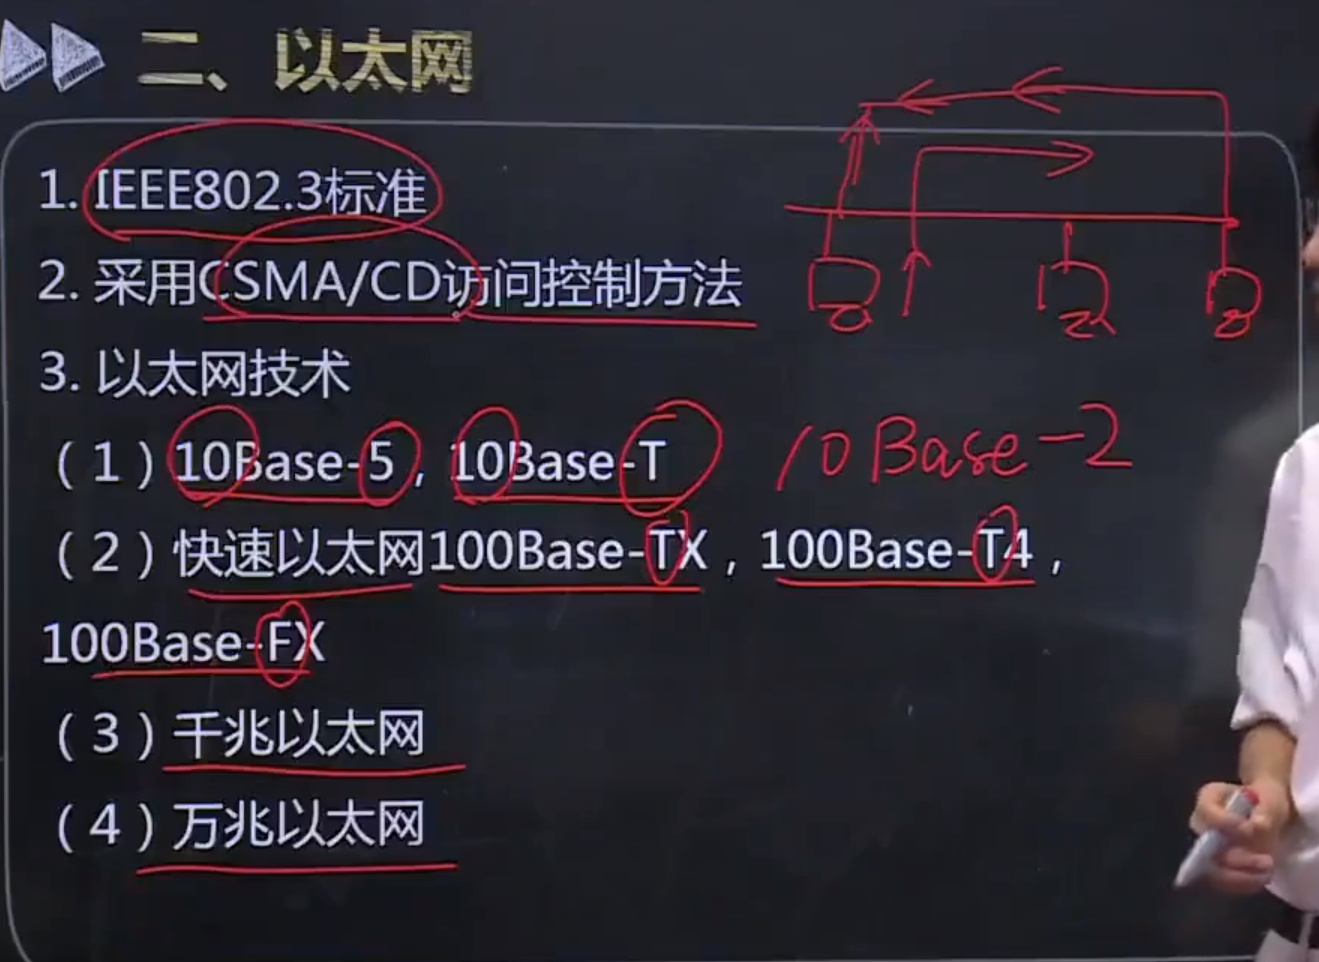 二、以太网
1. IEEE802.3标准
2. 采用CSMA/CD访问控制方法
3. 以太网技术
（1）10Base-5，10Base-T
10Base-2
（2）快速以太网100Base-TX，100Base-T4，
100Base-FX
（3）千兆以太网
（4）万兆以太网